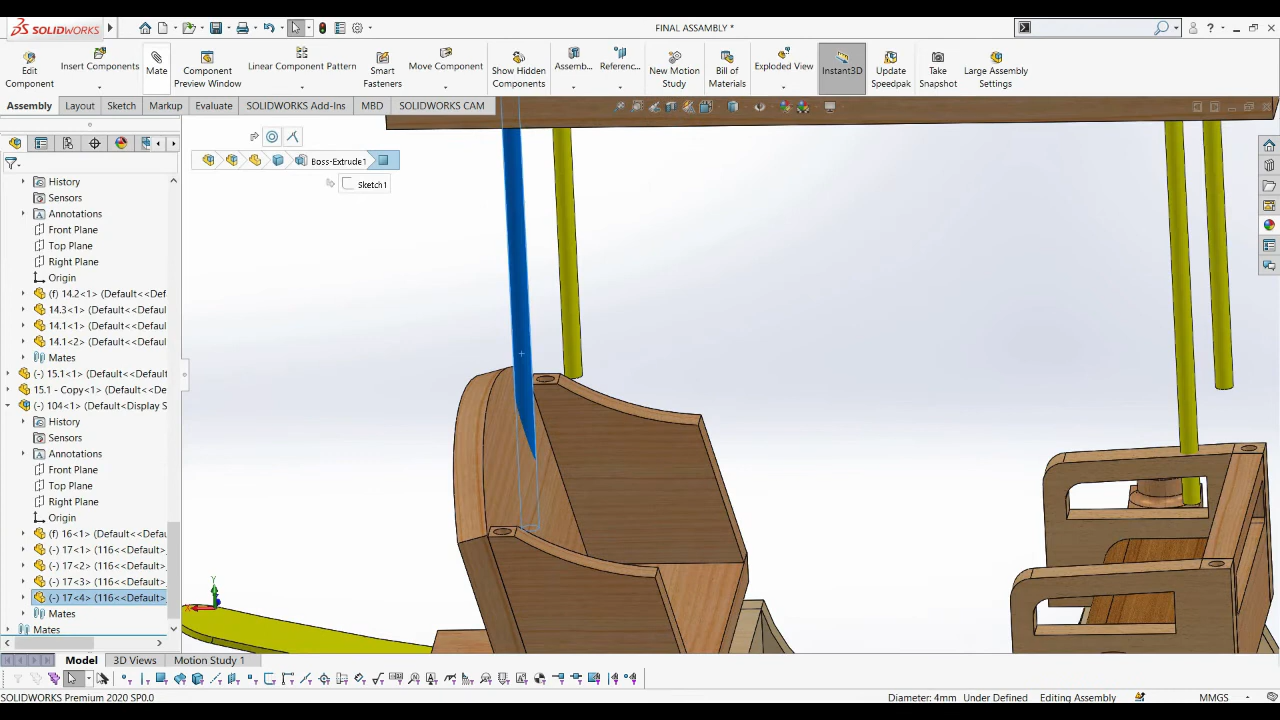 SOLIDWORKS
FINAL ASSEMBLY *
Edit Component
Insert Components
Mate
Component Preview Window
Linear Component Pattern
Smart Fasteners
Move Component
Show Hidden Components
Assemb...
Referenc...
New Motion Study
Bill of Materials
Exploded View
Instant3D
Update Speedpak
Take Snapshot
Large Assembly Settings
Assembly
Layout
Sketch
Markup
Evaluate
SOLIDWORKS Add-Ins
MBD
SOLIDWORKS CAM
Boss-Extrude1
Sketch1
History
Sensors
Annotations
Front Plane
Top Plane
Right Plane
Origin
(f) 14.2<1> (Default<<Def
14.3<1> (Default<<Defaul
14.1<1> (Default<<Defaul
14.1<2> (Default<<Defaul
Mates
(-) 15.1<1> (Default<<Defaul
15.1 - Copy<1> (Default<<De
(-) 104<1> (Default<Display S
History
Sensors
Annotations
Front Plane
Top Plane
Right Plane
Origin
(f) 16<1> (Default<<Defaul
(-) 17<1> (116<<Default>
(-) 17<2> (116<<Default>
(-) 17<3> (116<<Default>
(-) 17<4> (116<<Default>
Mates
Mates
Y
Model
3D Views
Motion Study 1
SOLIDWORKS Premium 2020 SP0.0
Diameter: 4mm
Under Defined
Editing Assembly
MMGS